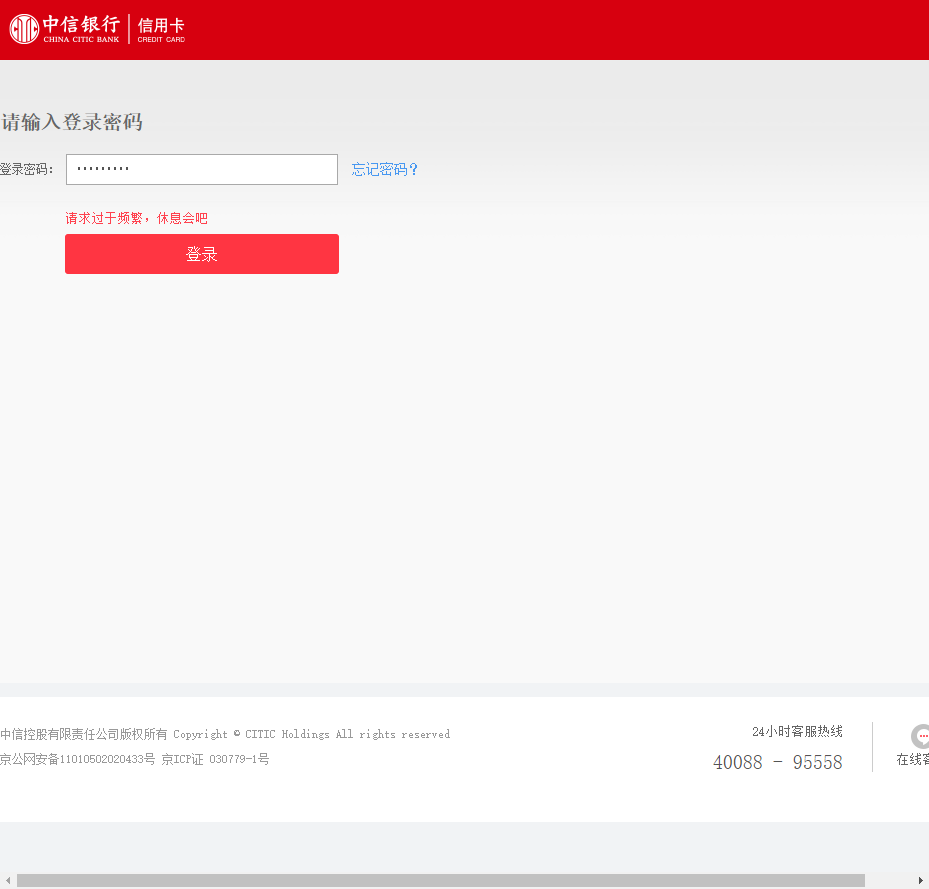 中信银行 信用卡
CHINA CITIC BANK CREDIT CARD
请输入登录密码
登录密码: ········· 忘记密码?
请求过于频繁，休息会吧
登录
中信控股有限责任公司版权所有 Copyright © CITIC Holdings All rights reserved
京公网安备11010502020433号 京ICP证 030779-1号
24小时客服热线
40088 - 95558
在线客